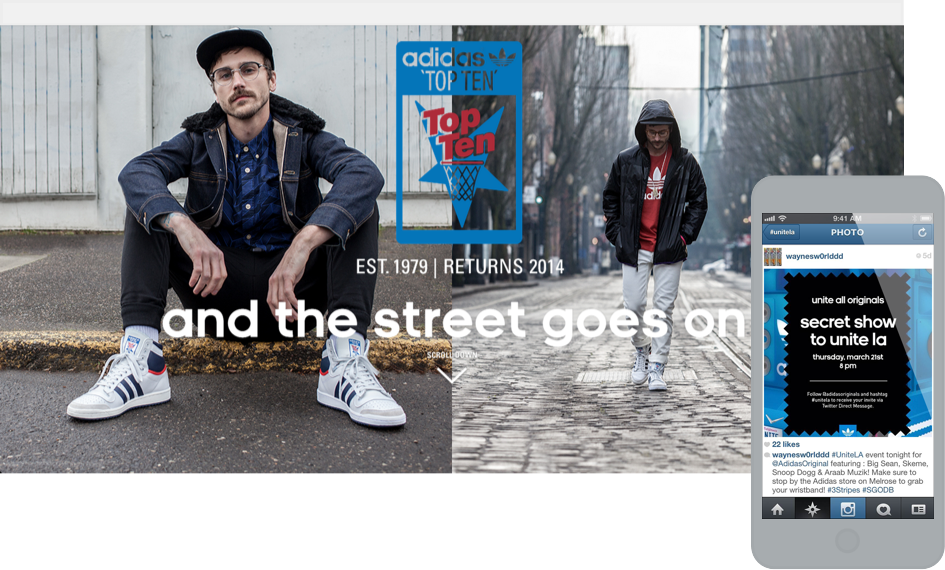 adidas
'TOP TEN'
Top
Ten
EST. 1979 | RETURNS 2014
and the street goes on
SCROLL DOWN
adidas
9:41 AM
#unitela
PHOTO
waynesw0rlddd
5d
unite all originals
secret show
to unite la
thursday, march 21st
8 pm
Follow @adidasoriginals and hashtag
#unitela to receive your invite via
Twitter Direct Message.
22 likes
waynesw0rlddd #UniteLA event tonight for
@AdidasOriginal featuring : Big Sean, Skeme,
Snoop Dogg & Araab Muzik! Make sure to
stop by the Adidas store on Melrose to grab
your wristband! #3Stripes #SGODB